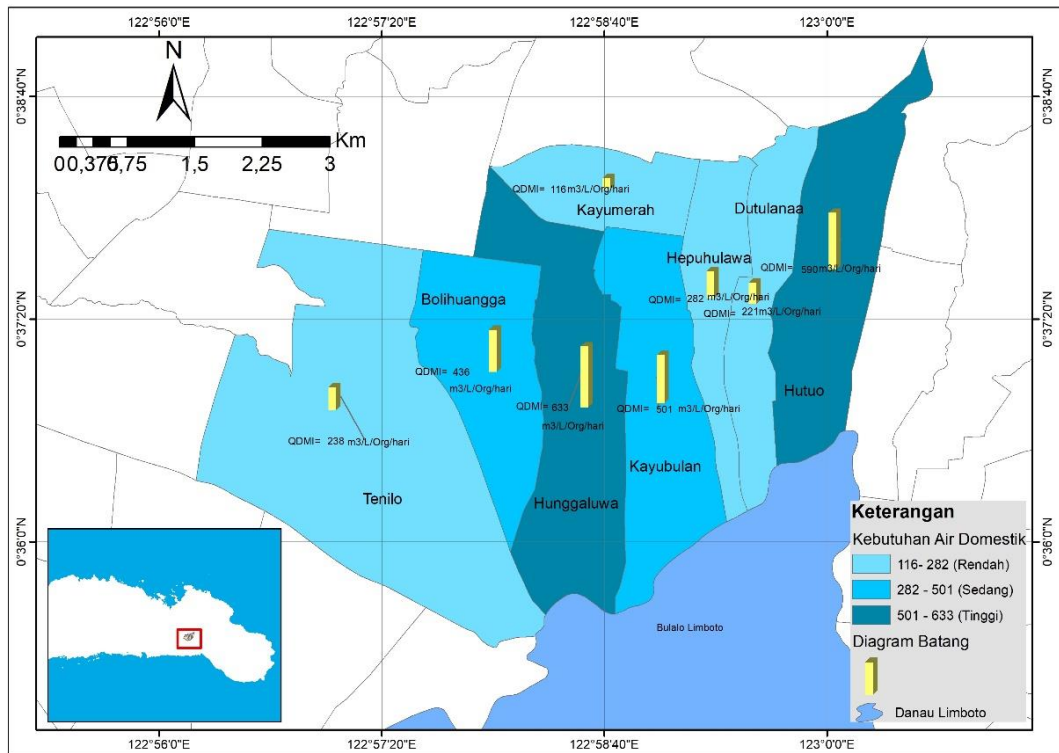 122°56'0"E 122°57'20"E 122°58'40"E 123°0'0"E
N
Km
0 0,375 0,75 1,5 2,25 3
0°38'40"N
0°38'40"N
QDMI= 116 m3/L/Org/hari
Kayumerah
Dutulanaa
Hepuhulawa
QDMI= 590 m3/L/Org/hari
QDMI= 282 m3/L/Org/hari
QDMI= 221 m3/L/Org/hari
Bolihuangga
0°37'20"N
0°37'20"N
QDMI= 436
m3/L/Org/hari
Hutuo
QDMI= 633
m3/L/Org/hari
QDMI= 501 m3/L/Org/hari
QDMI= 238 m3/L/Org/hari
Kayubulan
Tenilo
Hunggaluwa
0°36'0"N
0°36'0"N
Bulalo Limboto
Keterangan
Kebutuhan Air Domestik
116- 282 (Rendah)
282 - 501 (Sedang)
501 - 633 (Tinggi)
Diagram Batang
Danau Limboto
122°56'0"E 122°57'20"E 122°58'40"E 123°0'0"E